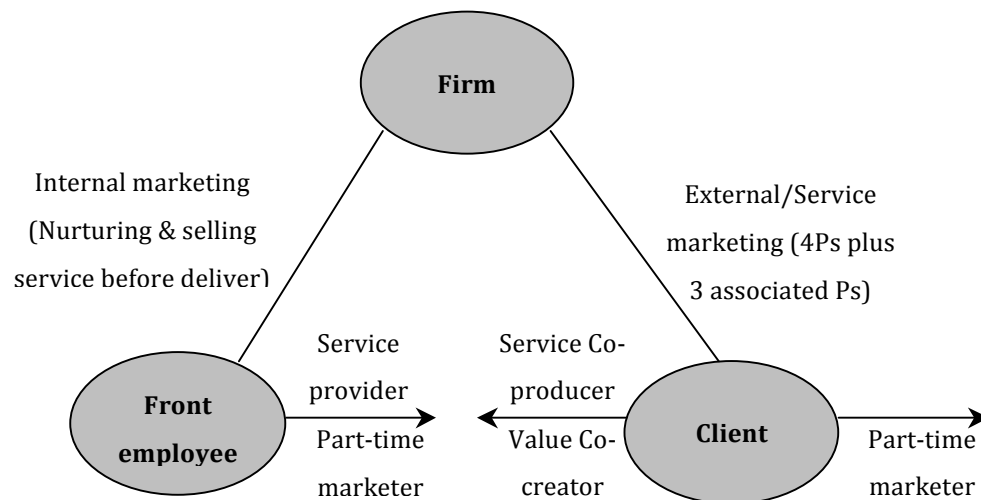 Firm
Internal marketing
(Nurturing & selling
service before deliver)
External/Service
marketing (4Ps plus
3 associated Ps)
Front
employee
Service
provider
Part-time
marketer
Service Co-
producer
Value Co-
creator
Client
Part-time
marketer